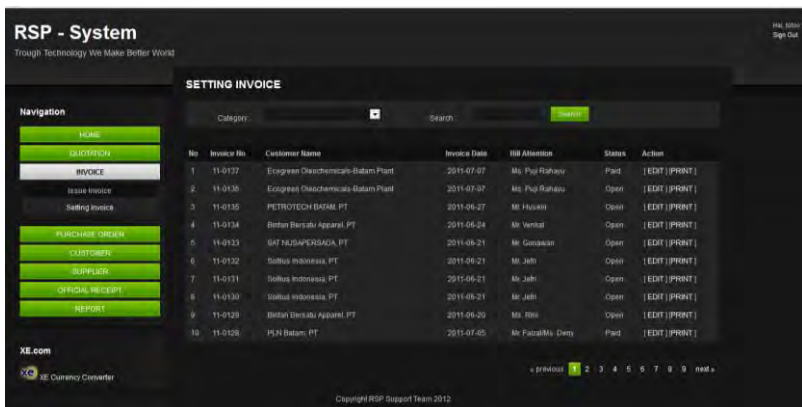 RSP - System
Trough Technology We Make Better World
Sign Out
SETTING INVOICE
Navigation
HOME
QUOTATION
INVOICE
Issue Invoice
Setting Invoice
PURCHASE ORDER
CUSTOMER
SUPPLIER
OFFICIAL RECEIPT
REPORT
XE.com
XE Currency Converter
Category :
Search :
Search
No Invoice No Customer Name Invoice Date Bill Attention Status Action
1 11-0137 Ecogreen Oleochemicals-Batam Plant 2011-07-07 Ms. Puji Rahayu Paid [ EDIT ] [PRINT ]
2 11-0136 Ecogreen Oleochemicals-Batam Plant 2011-07-07 Ms. Puji Rahayu Open [ EDIT ] [PRINT ]
3 11-0135 PETROTECH BATAM, PT 2011-06-27 Mr. Husein Open [ EDIT ] [PRINT ]
4 11-0134 Bintan Bersatu Apparel, PT 2011-06-24 Mr. Venkat Open [ EDIT ] [PRINT ]
5 11-0133 SAT NUSAPERSADA, PT 2011-06-21 Mr. Gunawan Open [ EDIT ] [PRINT ]
6 11-0132 Indonesia, PT 2011-06-21 Mr. Jefri Open [ EDIT ] [PRINT ]
7 11-0131 Indonesia, PT 2011-06-21 Mr. Jefri Open [ EDIT ] [PRINT ]
8 11-0130 Indonesia, PT 2011-06-21 Mr. Jefri Open [ EDIT ] [PRINT ]
9 11-0129 Bintan Bersatu Apparel, PT 2011-06-20 Ms. Rini Open [ EDIT ] [PRINT ]
10 11-0128 PLN Batam, PT 2011-07-05 Mr. Faizal/Ms. Deny Paid [ EDIT ] [PRINT ]
« previous 1 2 3 4 5 6 7 8 9 next »
Copyright RSP Support Team 2012